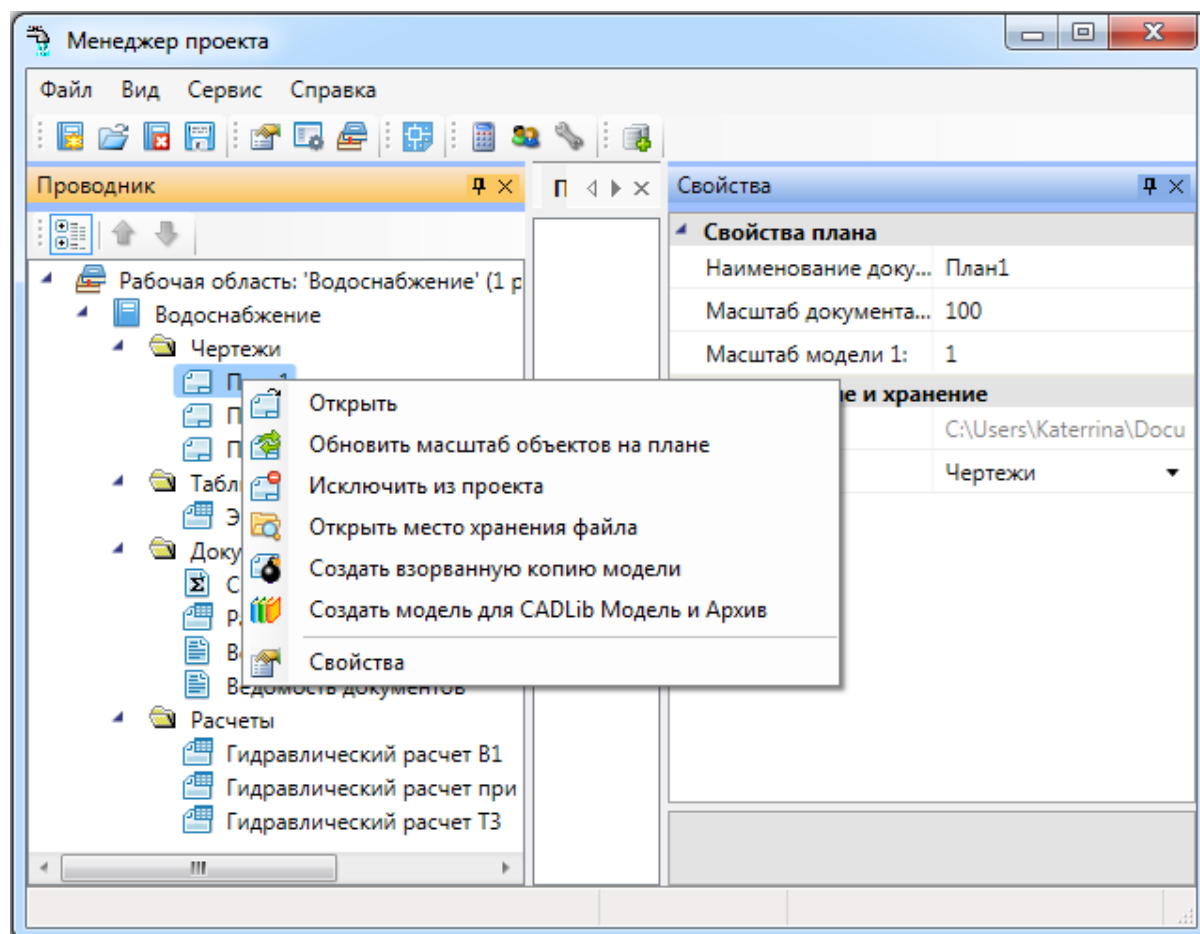 Менеджер проекта
Файл Вид Сервис Справка
Проводник
П
Свойства
Рабочая область: 'Водоснабжение' (1 р
Водоснабжение
Чертежи
Свойства плана
Наименование доку... План1
Масштаб документа... 100
Масштаб модели 1: 1
е и хранение
C:\Users\Katerrina\Docu
Чертежи
Открыть
Обновить масштаб объектов на плане
Исключить из проекта
Открыть место хранения файла
Создать взорванную копию модели
Создать модель для CADLib Модель и Архив
Свойства
П
П
Табл
Э
Доку
С
Ра
Ведомость документов
Расчеты
Гидравлический расчет В1
Гидравлический расчет при
Гидравлический расчет Т3